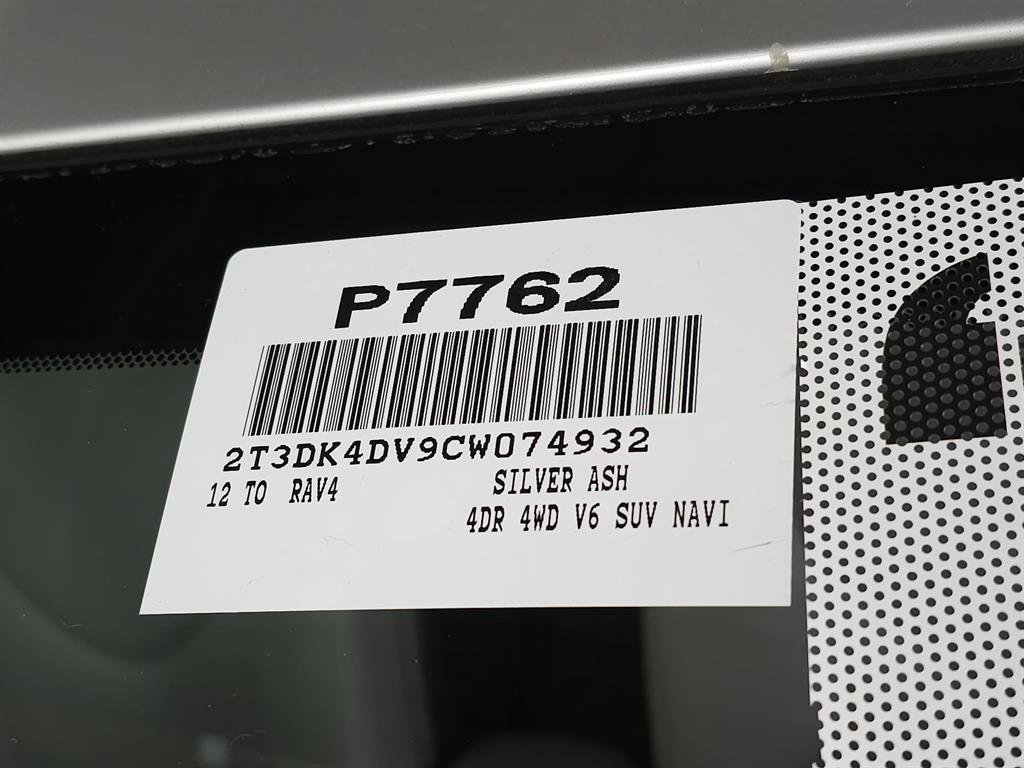 P7762
2T3DK4DV9CW074932
12 TO RAV4 SILVER ASH
4DR 4WD V6 SUV NAVI